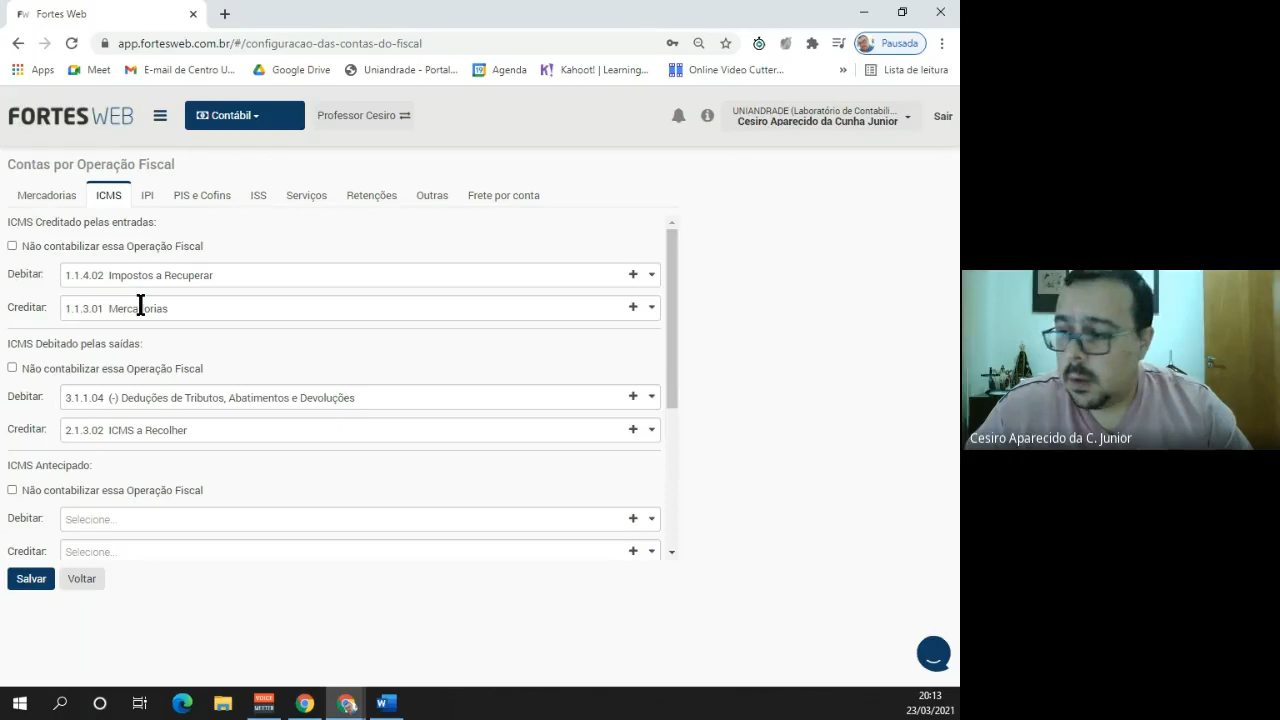 Fortes Web
app.fortesweb.com.br/#/configuracao-das-contas-do-fiscal
Pausada
Apps
Meet
E-mail de Centro U...
Google Drive
Uniandrade - Portal...
Agenda
Kahoot! | Learning...
Online Video Cutter...
»
Lista de leitura
FORTES WEB
Contábil
Professor Cesiro
UNIANDRADE (Laboratório de Contabili...
Cesiro Aparecido da Cunha Junior
Sair
Contas por Operação Fiscal
Mercadorias
ICMS
IPI
PIS e Cofins
ISS
Serviços
Retenções
Outras
Frete por conta
ICMS Creditado pelas entradas:
Não contabilizar essa Operação Fiscal
Debitar: 1.1.4.02 Impostos a Recuperar
Creditar: 1.1.3.01 Mercadorias
ICMS Debitado pelas saídas:
Não contabilizar essa Operação Fiscal
Debitar: 3.1.1.04 (-) Deduções de Tributos, Abatimentos e Devoluções
Creditar: 2.1.3.02 ICMS a Recolher
ICMS Antecipado:
Não contabilizar essa Operação Fiscal
Debitar: Selecione...
Creditar: Selecione...
Salvar
Voltar
Cesiro Aparecido da C. Junior
VOICE
MEETER
20:13
23/03/2021